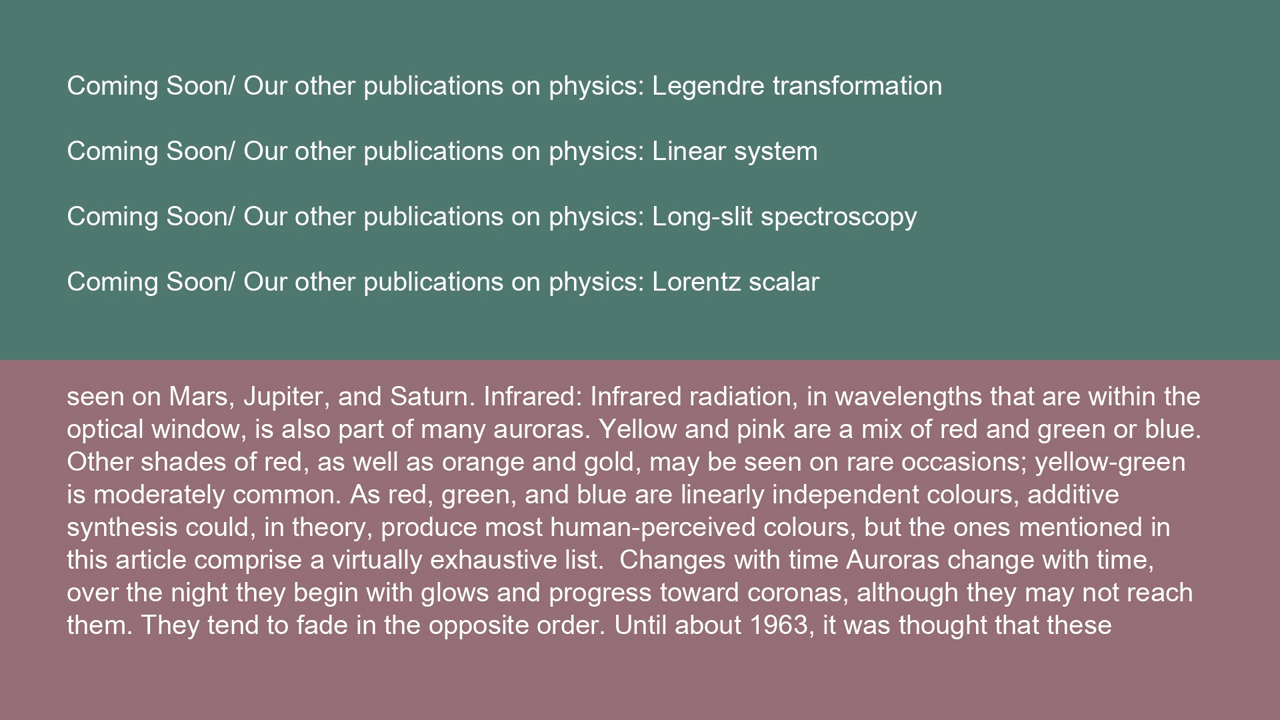 Coming Soon/ Our other publications on physics: Legendre transformation
Coming Soon/ Our other publications on physics: Linear system
Coming Soon/ Our other publications on physics: Long-slit spectroscopy
Coming Soon/ Our other publications on physics: Lorentz scalar
seen on Mars, Jupiter, and Saturn. Infrared: Infrared radiation, in wavelengths that are within the
optical window, is also part of many auroras. Yellow and pink are a mix of red and green or blue.
Other shades of red, as well as orange and gold, may be seen on rare occasions; yellow-green
is moderately common. As red, green, and blue are linearly independent colours, additive
synthesis could, in theory, produce most human-perceived colours, but the ones mentioned in
this article comprise a virtually exhaustive list.  Changes with time Auroras change with time,
over the night they begin with glows and progress toward coronas, although they may not reach
them. They tend to fade in the opposite order. Until about 1963, it was thought that these